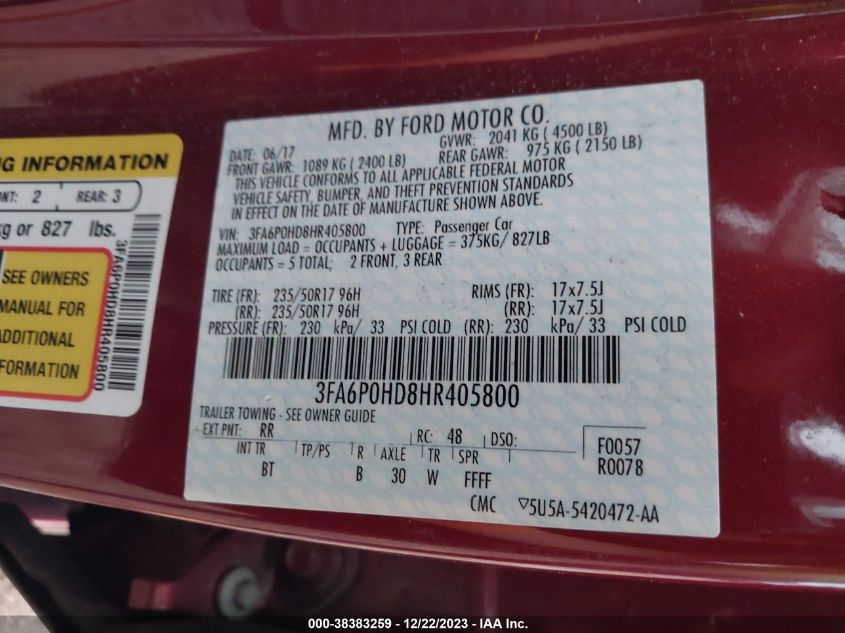 NG INFORMATION
NT: 2 REAR: 3
kg or 827 lbs.
SEE OWNERS
MANUAL FOR
ADDITIONAL
INFORMATION
3FA6P0HD8HR405800
MFD. BY FORD MOTOR CO.
DATE: 06/17 GVWR: 2041 KG ( 4500 LB)
FRONT GAWR: 1089 KG ( 2400 LB) REAR GAWR: 975 KG ( 2150 LB)
THIS VEHICLE CONFORMS TO ALL APPLICABLE FEDERAL MOTOR
VEHICLE SAFETY, BUMPER, AND THEFT PREVENTION STANDARDS
IN EFFECT ON THE DATE OF MANUFACTURE SHOWN ABOVE.
VIN: 3FA6P0HD8HR405800 TYPE: Passenger Car
MAXIMUM LOAD = OCCUPANTS + LUGGAGE = 375KG/ 827LB
OCCUPANTS = 5 TOTAL; 2 FRONT, 3 REAR
TIRE (FR): 235/50R17 96H RIMS (FR): 17x7.5J
(RR): 235/50R17 96H (RR): 17x7.5J
PRESSURE (FR): 230 kPa/ 33 PSI COLD (RR): 230 kPa/ 33 PSI COLD
3FA6P0HD8HR405800
TRAILER TOWING - SEE OWNER GUIDE
EXT PNT: RR RC: 48 DSO: F0057
INT TR TP/PS R AXLE TR SPR R0078
BT B 30 W FFFF
CMC ▽5U5A-5420472-AA
000-38383259 - 12/22/2023 - IAA Inc.